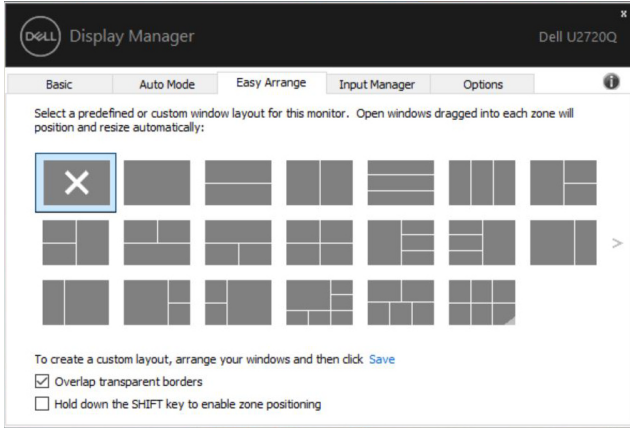 x
DELL Display Manager
Dell U2720Q
Basic Auto Mode Easy Arrange Input Manager Options
Select a predefined or custom window layout for this monitor. Open windows dragged into each zone will
position and resize automatically:
To create a custom layout, arrange your windows and then click Save
Overlap transparent borders
Hold down the SHIFT key to enable zone positioning